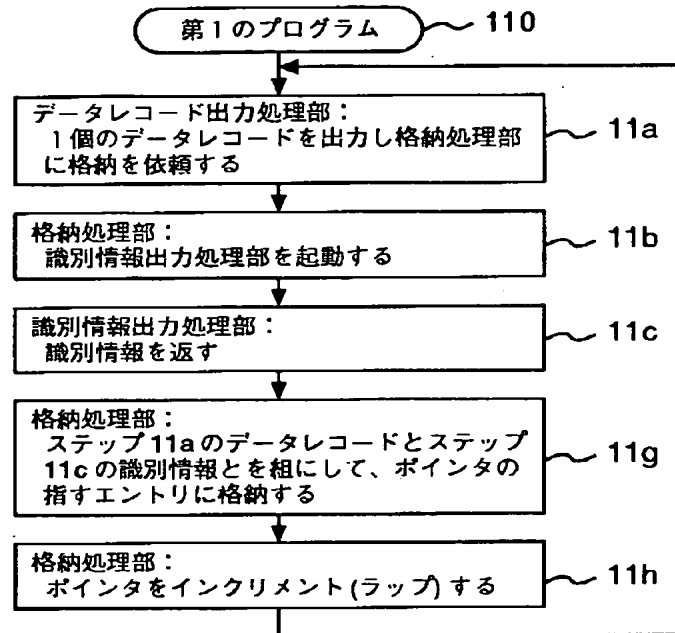 第1のプログラム
110
データレコード出力処理部：
1個のデータレコードを出力し格納処理部
に格納を依頼する
11a
格納処理部：
識別情報出力処理部を起動する
11b
識別情報出力処理部：
識別情報を返す
11c
格納処理部：
ステップ11aのデータレコードとステップ
11cの識別情報とを組にして、ポインタの
指すエントリに格納する
11g
格納処理部：
ポインタをインクリメント(ラップ)する
11h